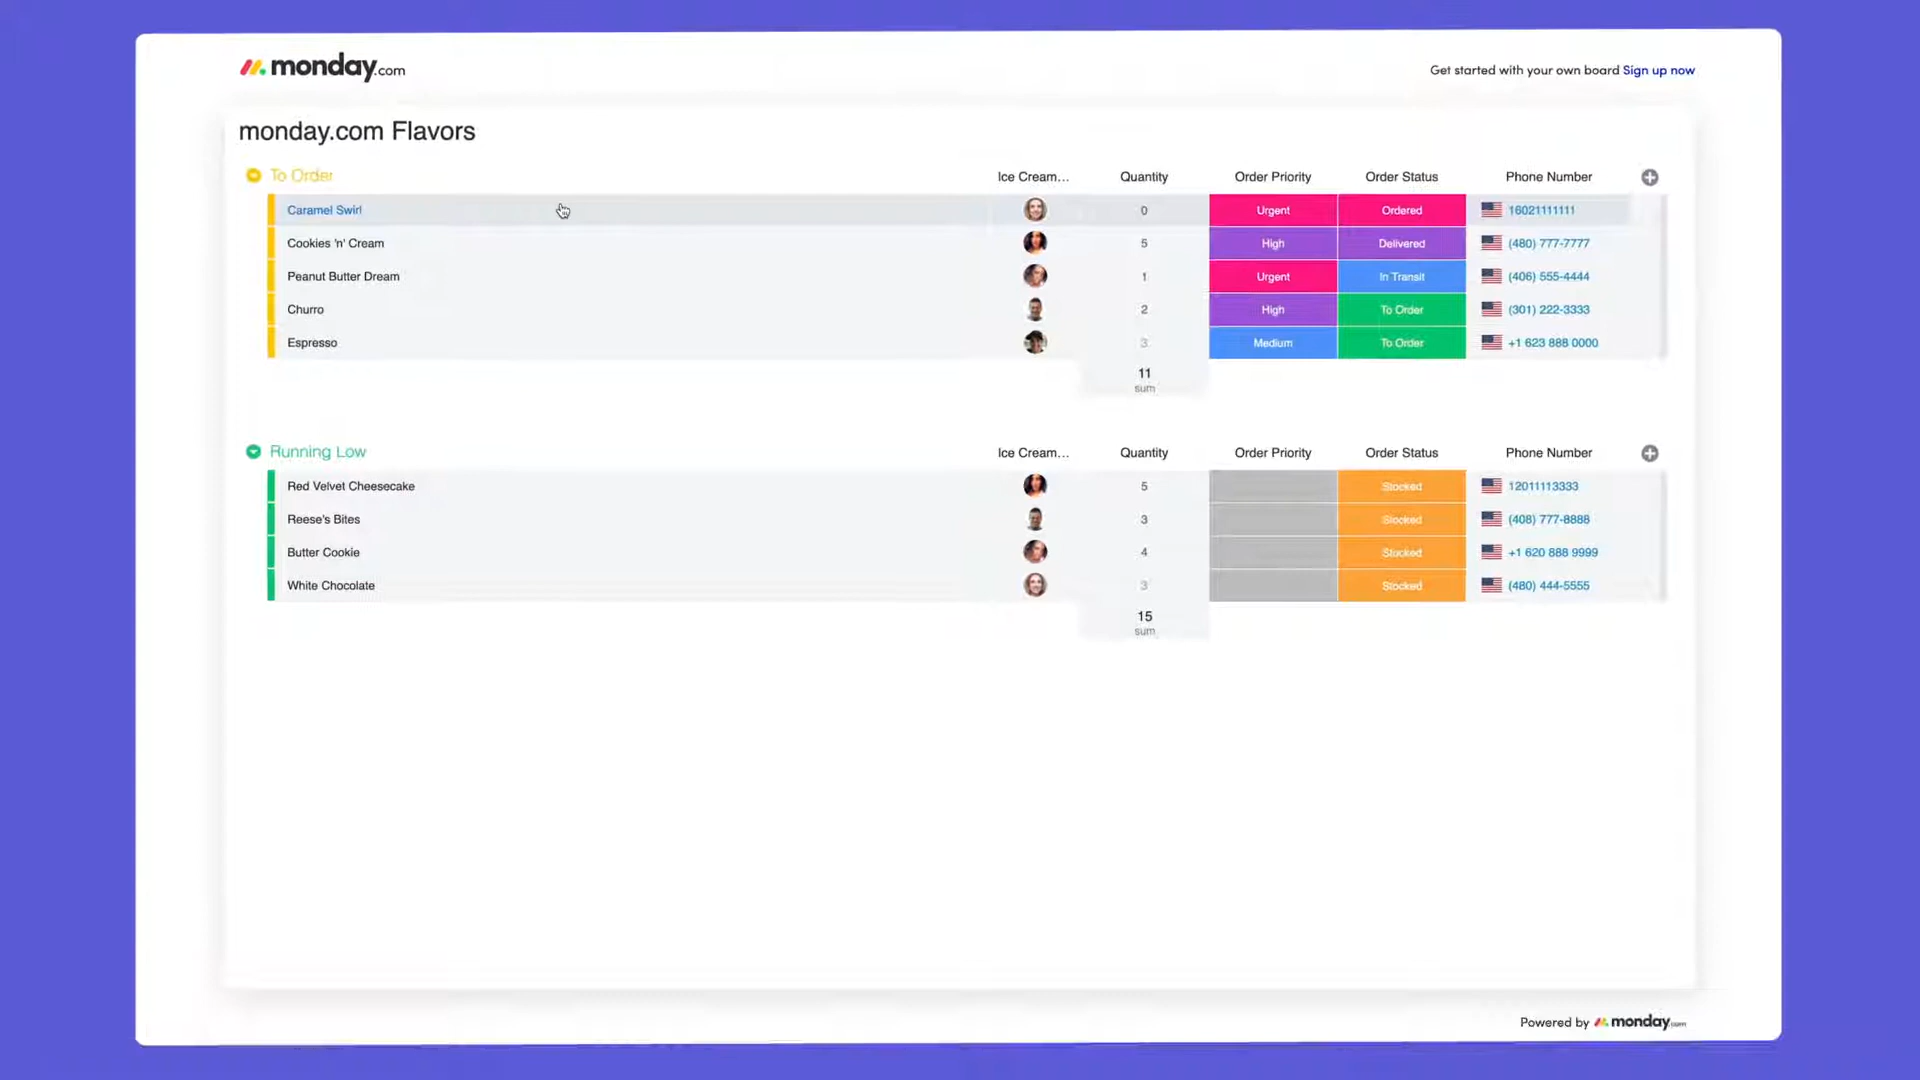 monday.com
Get started with your own board Sign up now
monday.com Flavors
To Order Ice Cream... Quantity Order Priority Order Status Phone Number
Caramel Swirl 0 Urgent Ordered 16021111111
Cookies 'n' Cream 5 High Delivered (480) 777-7777
Peanut Butter Dream 1 Urgent In Transit (406) 555-4444
Churro 2 High To Order (301) 222-3333
Espresso 3 Medium To Order +1 623 888 0000
11
sum
Running Low Ice Cream... Quantity Order Priority Order Status Phone Number
Red Velvet Cheesecake 5 Stocked 12011113333
Reese's Bites 3 Stocked (408) 777-8888
Butter Cookie 4 Stocked +1 620 888 9999
White Chocolate 3 Stocked (480) 444-5555
15
sum
Powered by monday.com